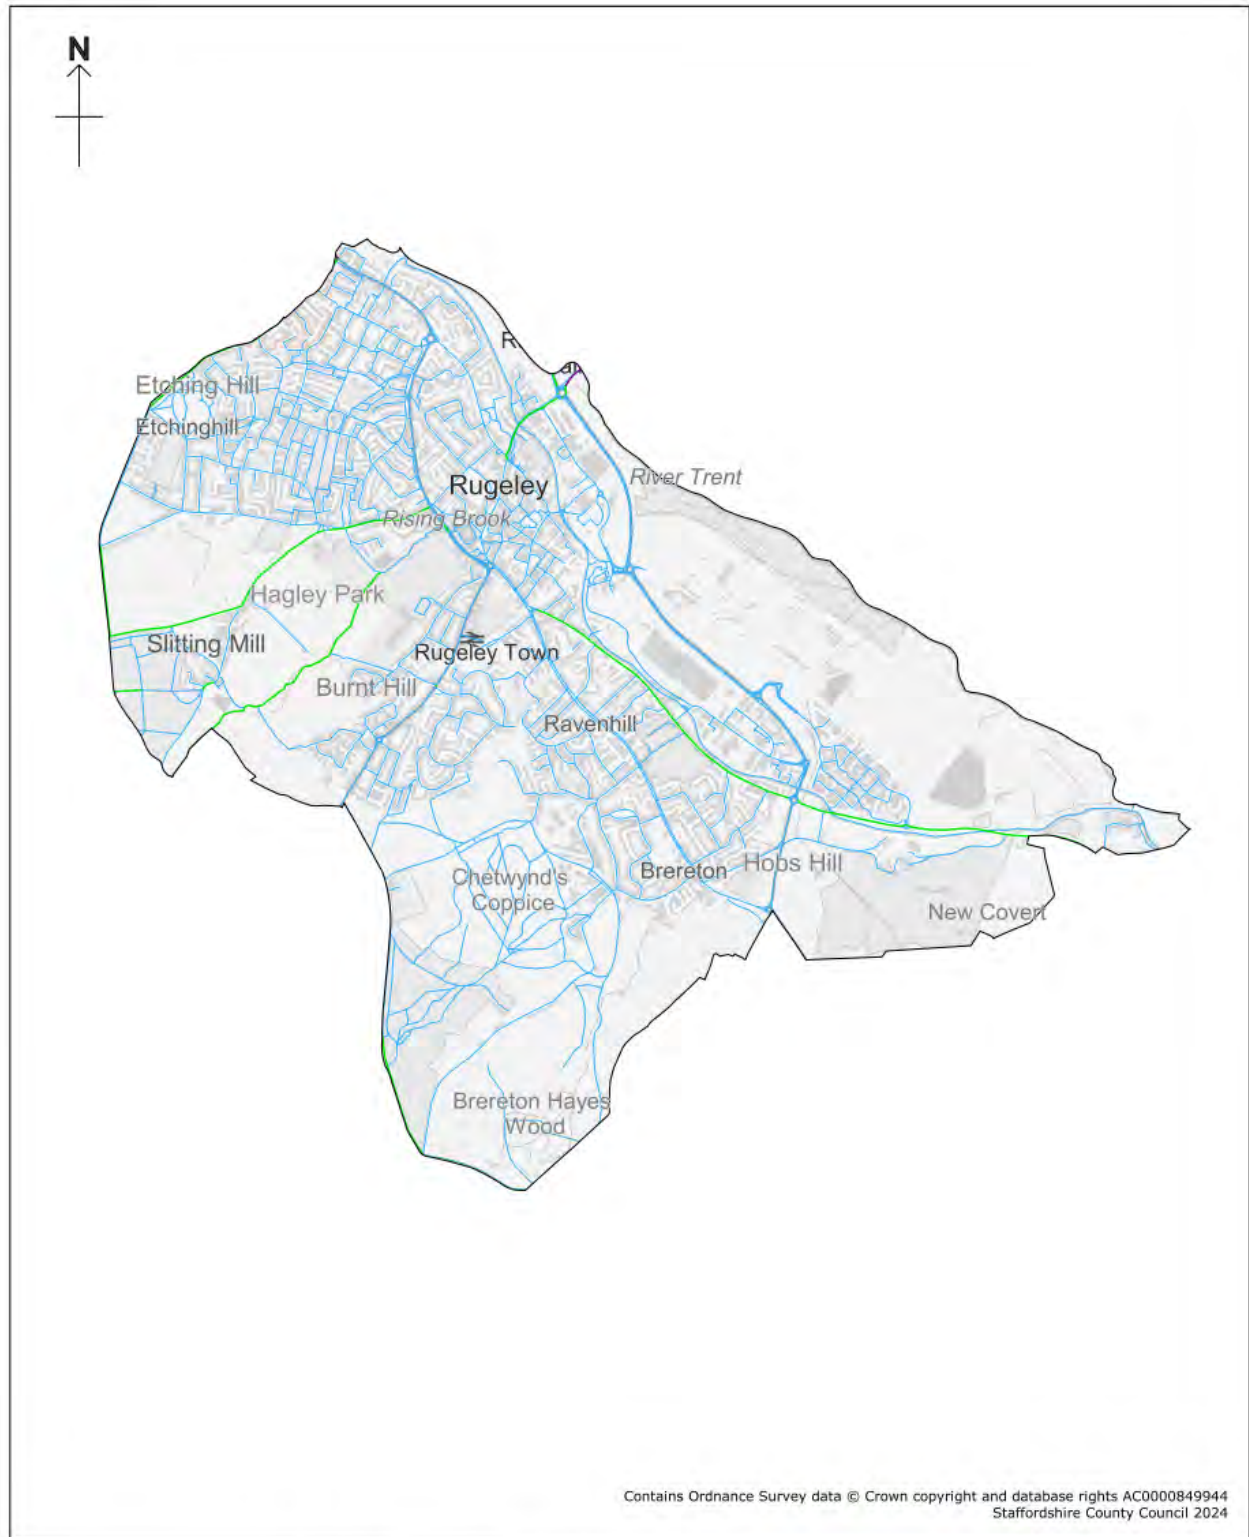 N
Etching Hill
Etchinghill
Rugeley
River Trent
Rising Brook
Hagley Park
Slitting Mill
Rugeley Town
Burnt Hill
Ravenhill
Chetwynd's
Coppice
Brereton
Hobs Hill
New Covert
Brereton Hayes
Wood
Contains Ordnance Survey data © Crown copyright and database rights AC0000849944
Staffordshire County Council 2024